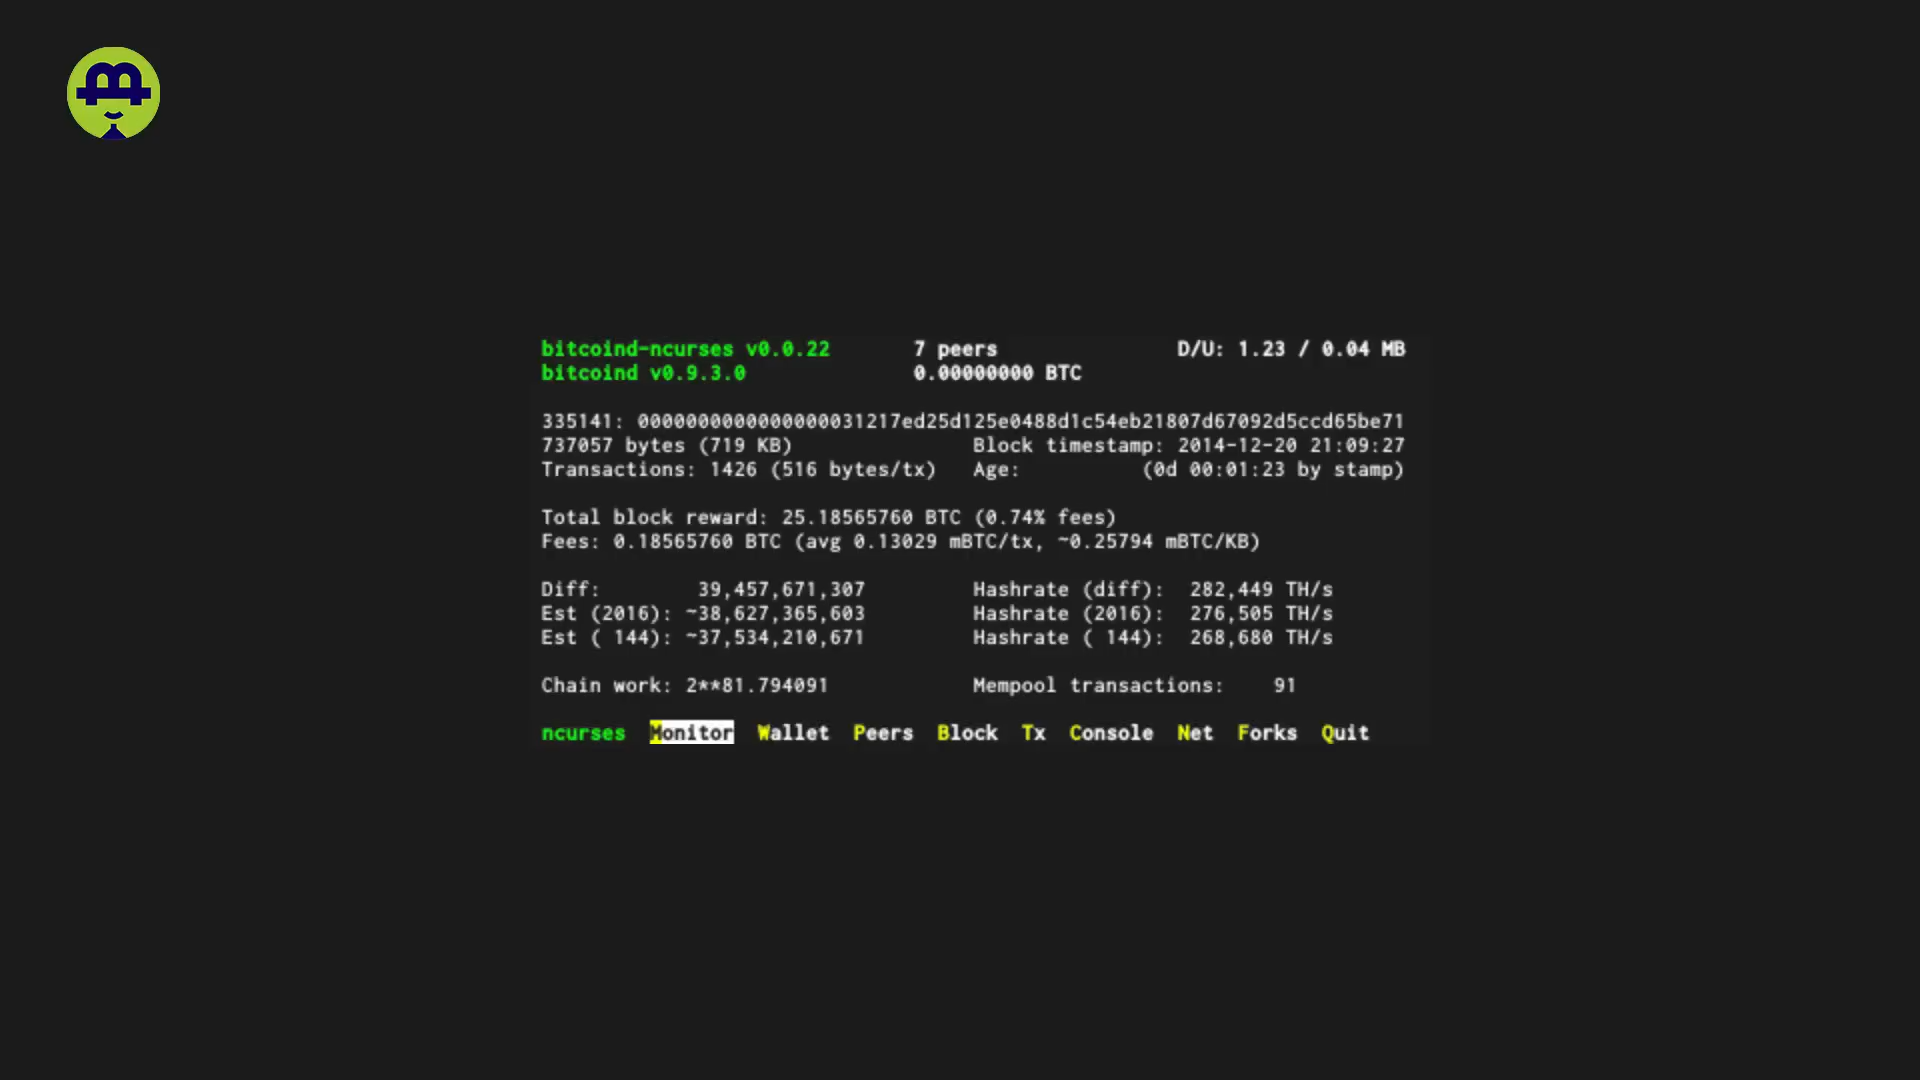 bitcoind-ncurses v0.0.22 7 peers D/U: 1.23 / 0.04 MB
bitcoind v0.9.3.0 0.00000000 BTC
335141: 0000000000000000031217ed25d125e0488d1c54eb21807d67092d5ccd65be71
737057 bytes (719 KB) Block timestamp: 2014-12-20 21:09:27
Transactions: 1426 (516 bytes/tx) Age: (0d 00:01:23 by stamp)
Total block reward: 25.18565760 BTC (0.74% fees)
Fees: 0.18565760 BTC (avg 0.13029 mBTC/tx, ~0.25794 mBTC/KB)
Diff: 39,457,671,307 Hashrate (diff): 282,449 TH/s
Est (2016): ~38,627,365,603 Hashrate (2016): 276,505 TH/s
Est ( 144): ~37,534,210,671 Hashrate ( 144): 268,680 TH/s
Chain work: 2**81.794091 Mempool transactions: 91
ncurses Monitor Wallet Peers Block Tx Console Net Forks Quit